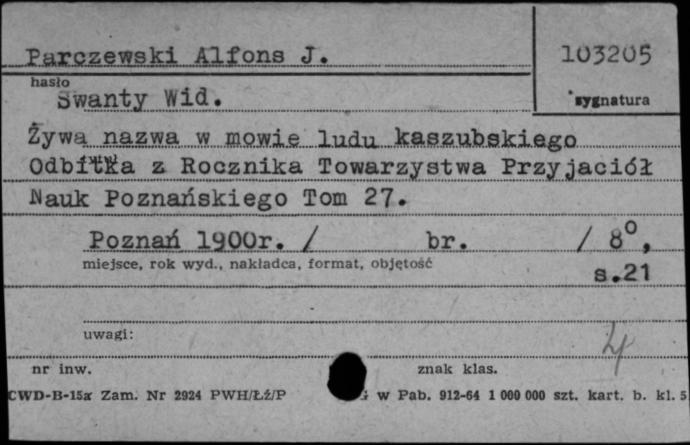 Parczewski Alfons J.
103205
hasło
Swanty Wid.
sygnatura
Żywa nazwa w mowie ludu kaszubskiego
Odbitka z Rocznika Towarzystwa Przyjaciół
Nauk Poznańskiego Tom 27.
Poznań 1900r. / br. / 8°,
miejsce, rok wyd., nakładca, format, objętość
s.21
uwagi:
4
nr inw. znak klas.
CWD-B-15a Zam. Nr 2924 PWH/Łź/P G w Pab. 912-64 1 000 000 szt. kart. b. kl. 5